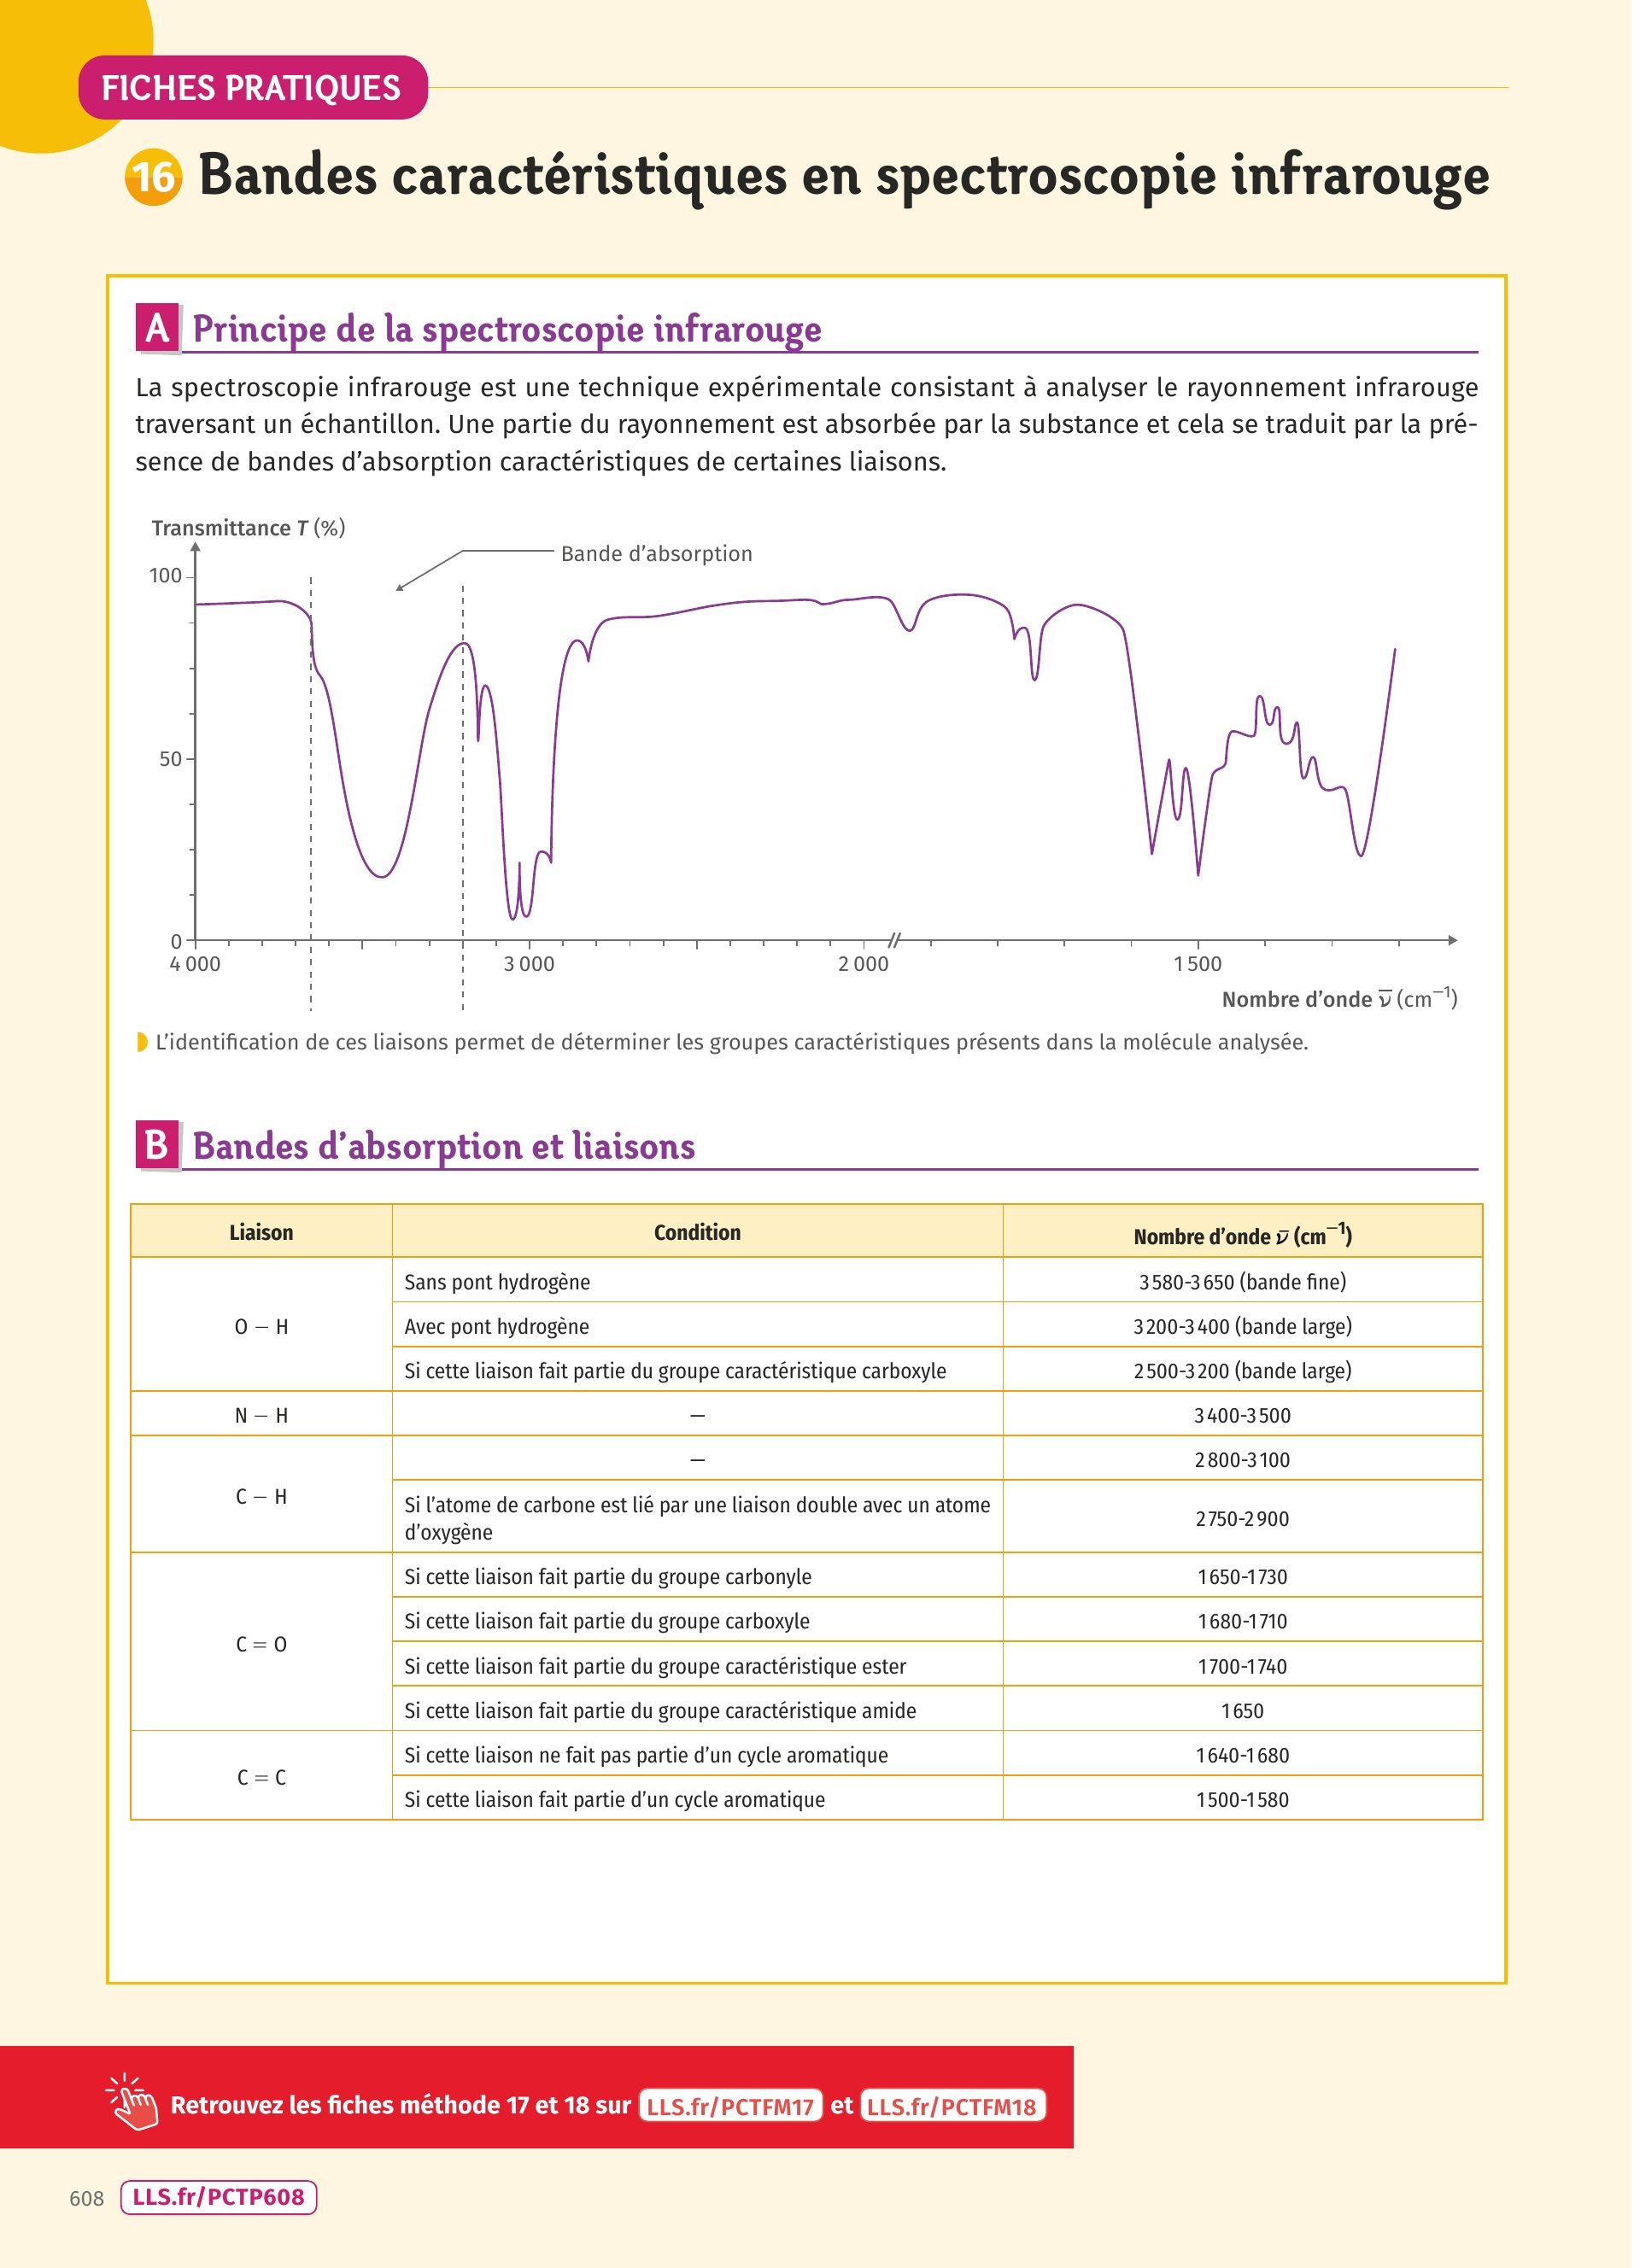 FICHES PRATIQUES
16 Bandes caractéristiques en spectroscopie infrarouge
A Principe de la spectroscopie infrarouge
La spectroscopie infrarouge est une technique expérimentale consistant à analyser le rayonnement infrarouge
traversant un échantillon. Une partie du rayonnement est absorbée par la substance et cela se traduit par la pré-
sence de bandes d’absorption caractéristiques de certaines liaisons.
Transmittance T (%)
Bande d’absorption
100
50
0
4 000 3 000 2 000 1 500
Nombre d’onde ν̅ (cm⁻¹)
L’identification de ces liaisons permet de déterminer les groupes caractéristiques présents dans la molécule analysée.
B Bandes d’absorption et liaisons
Liaison Condition Nombre d’onde ν̅ (cm⁻¹)
O – H
Sans pont hydrogène 3 580-3 650 (bande fine)
Avec pont hydrogène 3 200-3 400 (bande large)
Si cette liaison fait partie du groupe caractéristique carboxyle 2 500-3 200 (bande large)
N – H – 3 400-3 500
C – H
– 2 800-3 100
Si l’atome de carbone est lié par une liaison double avec un atome
d’oxygène 2 750-2 900
C = O
Si cette liaison fait partie du groupe carbonyle 1 650-1 730
Si cette liaison fait partie du groupe carboxyle 1 680-1 710
Si cette liaison fait partie du groupe caractéristique ester 1 700-1 740
Si cette liaison fait partie du groupe caractéristique amide 1 650
C = C
Si cette liaison ne fait pas partie d’un cycle aromatique 1 640-1 680
Si cette liaison fait partie d’un cycle aromatique 1 500-1 580
Retrouvez les fiches méthode 17 et 18 sur LLS.fr/PCTFM17 et LLS.fr/PCTFM18
608 LLS.fr/PCTP608